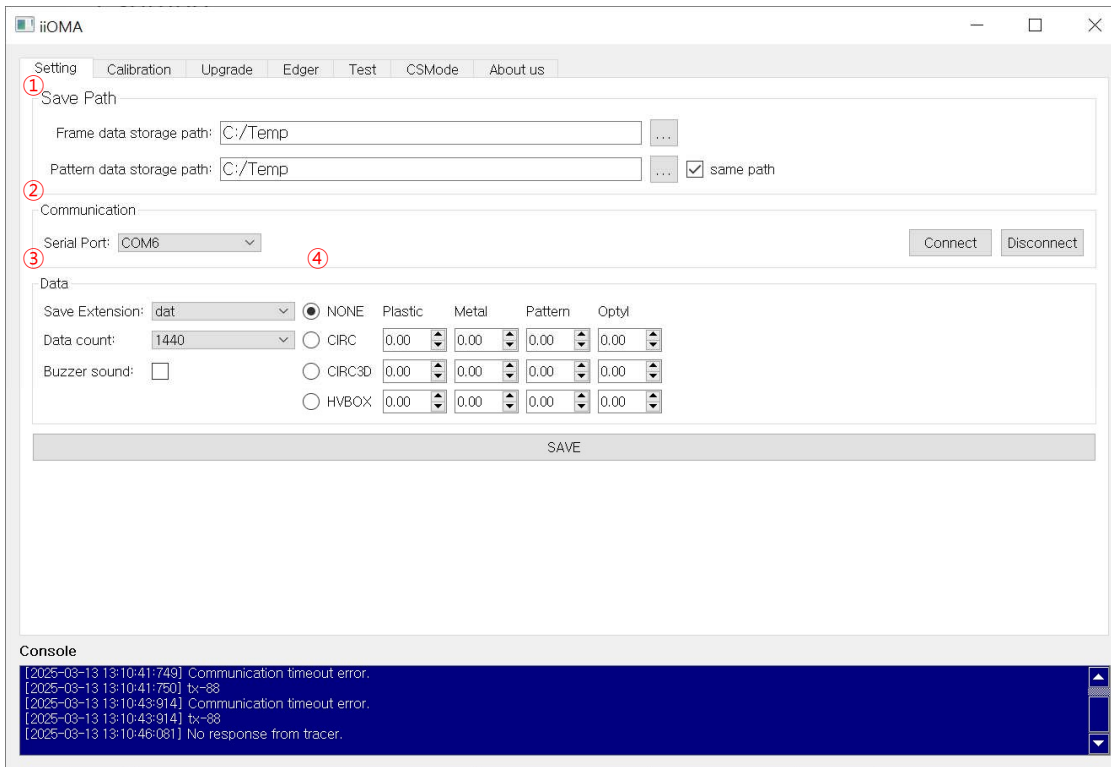 iiOMA
Setting Calibration Upgrade Edger Test CSMode About us
①
Save Path
Frame data storage path: C:/Temp ...
Pattern data storage path: C:/Temp ... same path
②
Communication
Serial Port: COM6 Connect Disconnect
③ ④
Data
Save Extension: dat NONE Plastic Metal Pattern Optyl
Data count: 1440 CIRC 0.00 0.00 0.00 0.00
Buzzer sound: CIRC3D 0.00 0.00 0.00 0.00
HVBOX 0.00 0.00 0.00 0.00
SAVE
Console
[2025-03-13 13:10:41:749] Communication timeout error.
[2025-03-13 13:10:41:750] tx-88
[2025-03-13 13:10:43:914] Communication timeout error.
[2025-03-13 13:10:43:914] tx-88
[2025-03-13 13:10:46:081] No response from tracer.